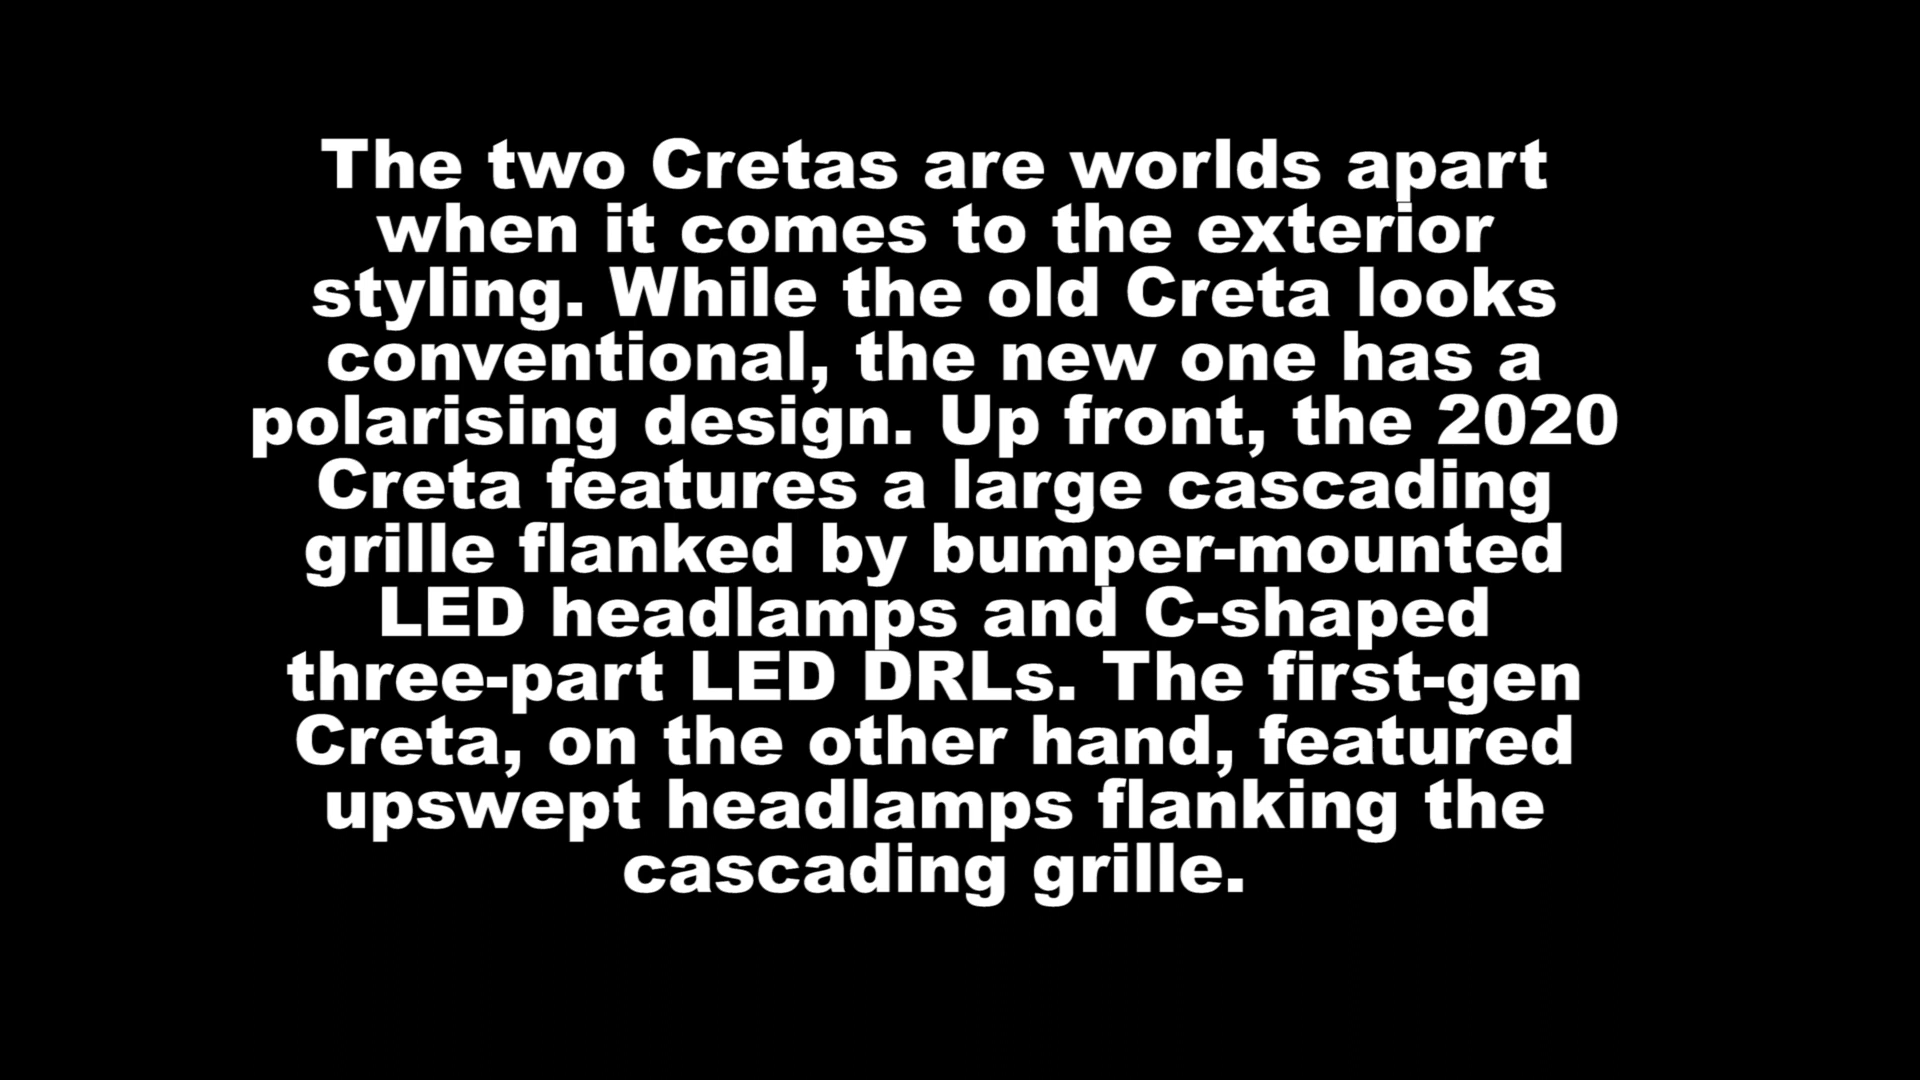 The two Cretas are worlds apart
when it comes to the exterior
styling. While the old Creta looks
conventional, the new one has a
polarising design. Up front, the 2020
Creta features a large cascading
grille flanked by bumper-mounted
LED headlamps and C-shaped
three-part LED DRLs. The first-gen
Creta, on the other hand, featured
upswept headlamps flanking the
cascading grille.